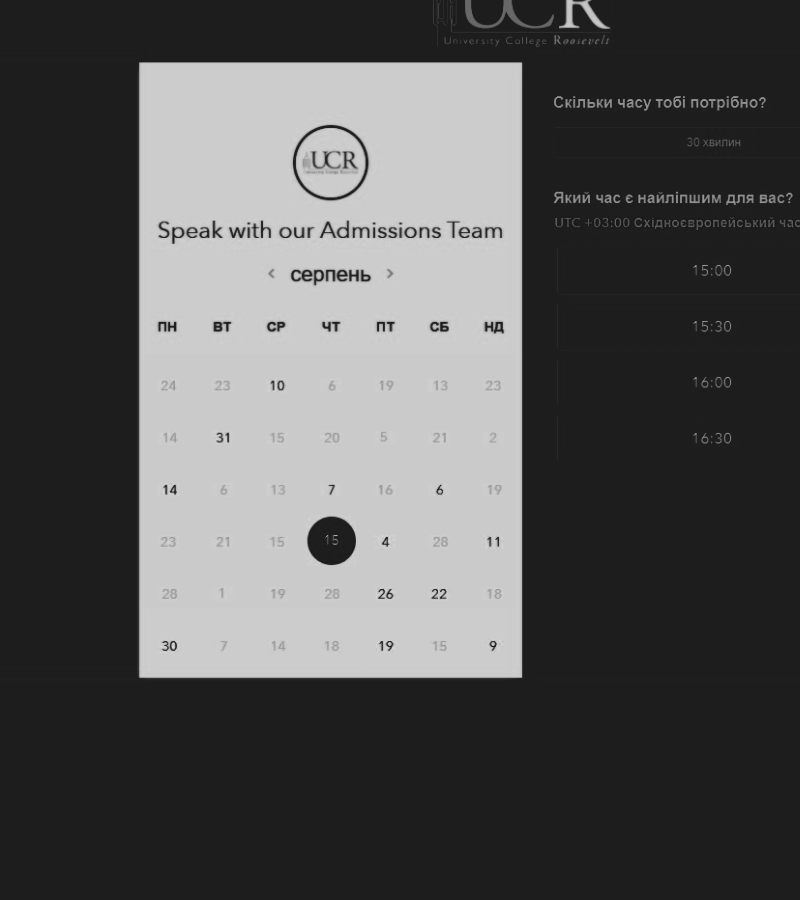 UCR
University College Roosevelt
UCR
Speak with our Admissions Team
‹ серпень ›
ПН ВТ СР ЧТ ПТ СБ НД
24 23 10 6 19 13 23
14 31 15 20 5 21 2
14 6 13 7 16 6 19
23 21 15 15 4 28 11
28 1 19 28 26 22 18
30 7 14 18 19 15 9
Скільки часу тобі потрібно?
30 хвилин
Який час є найліпшим для вас?
UTC +03:00 Східноєвропейський час
15:00
15:30
16:00
16:30